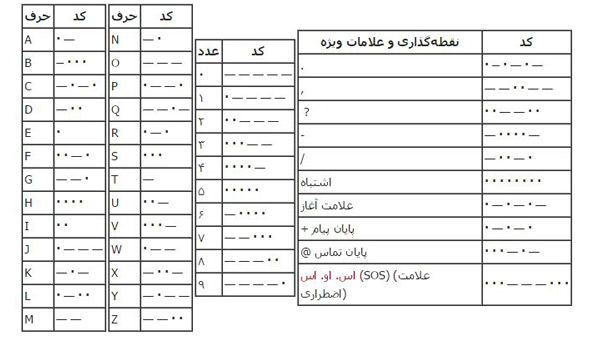 حرف کد
A ·—
B —···
C —·—·
D —··
E ·
F ··—·
G ——·
H ····
I ··
J ·———
K —·—
L ·—··
M ——
حرف کد
N —·
O ———
P ·——·
Q ——·—
R ·—·
S ···
T —
U ··—
V ···—
W ·——
X —··—
Y —·——
Z ——··
عدد کد
۰ —————
۱ ·————
۲ ··———
۳ ···——
۴ ····—
۵ ·····
۶ —····
۷ ——···
۸ ———··
۹ ————·
نقطه‌گذاری و علامات ویژه کد
. ·—·—·—
, ——··——
? ··——··
- —····—
/ —··—·
اشتباه ········
علامت آغاز ·—·—·—
پایان پیام + ·—·—·
پایان تماس @ ···—·—
اس. او. اس (SOS) (علامت ···———···
اضطراری)